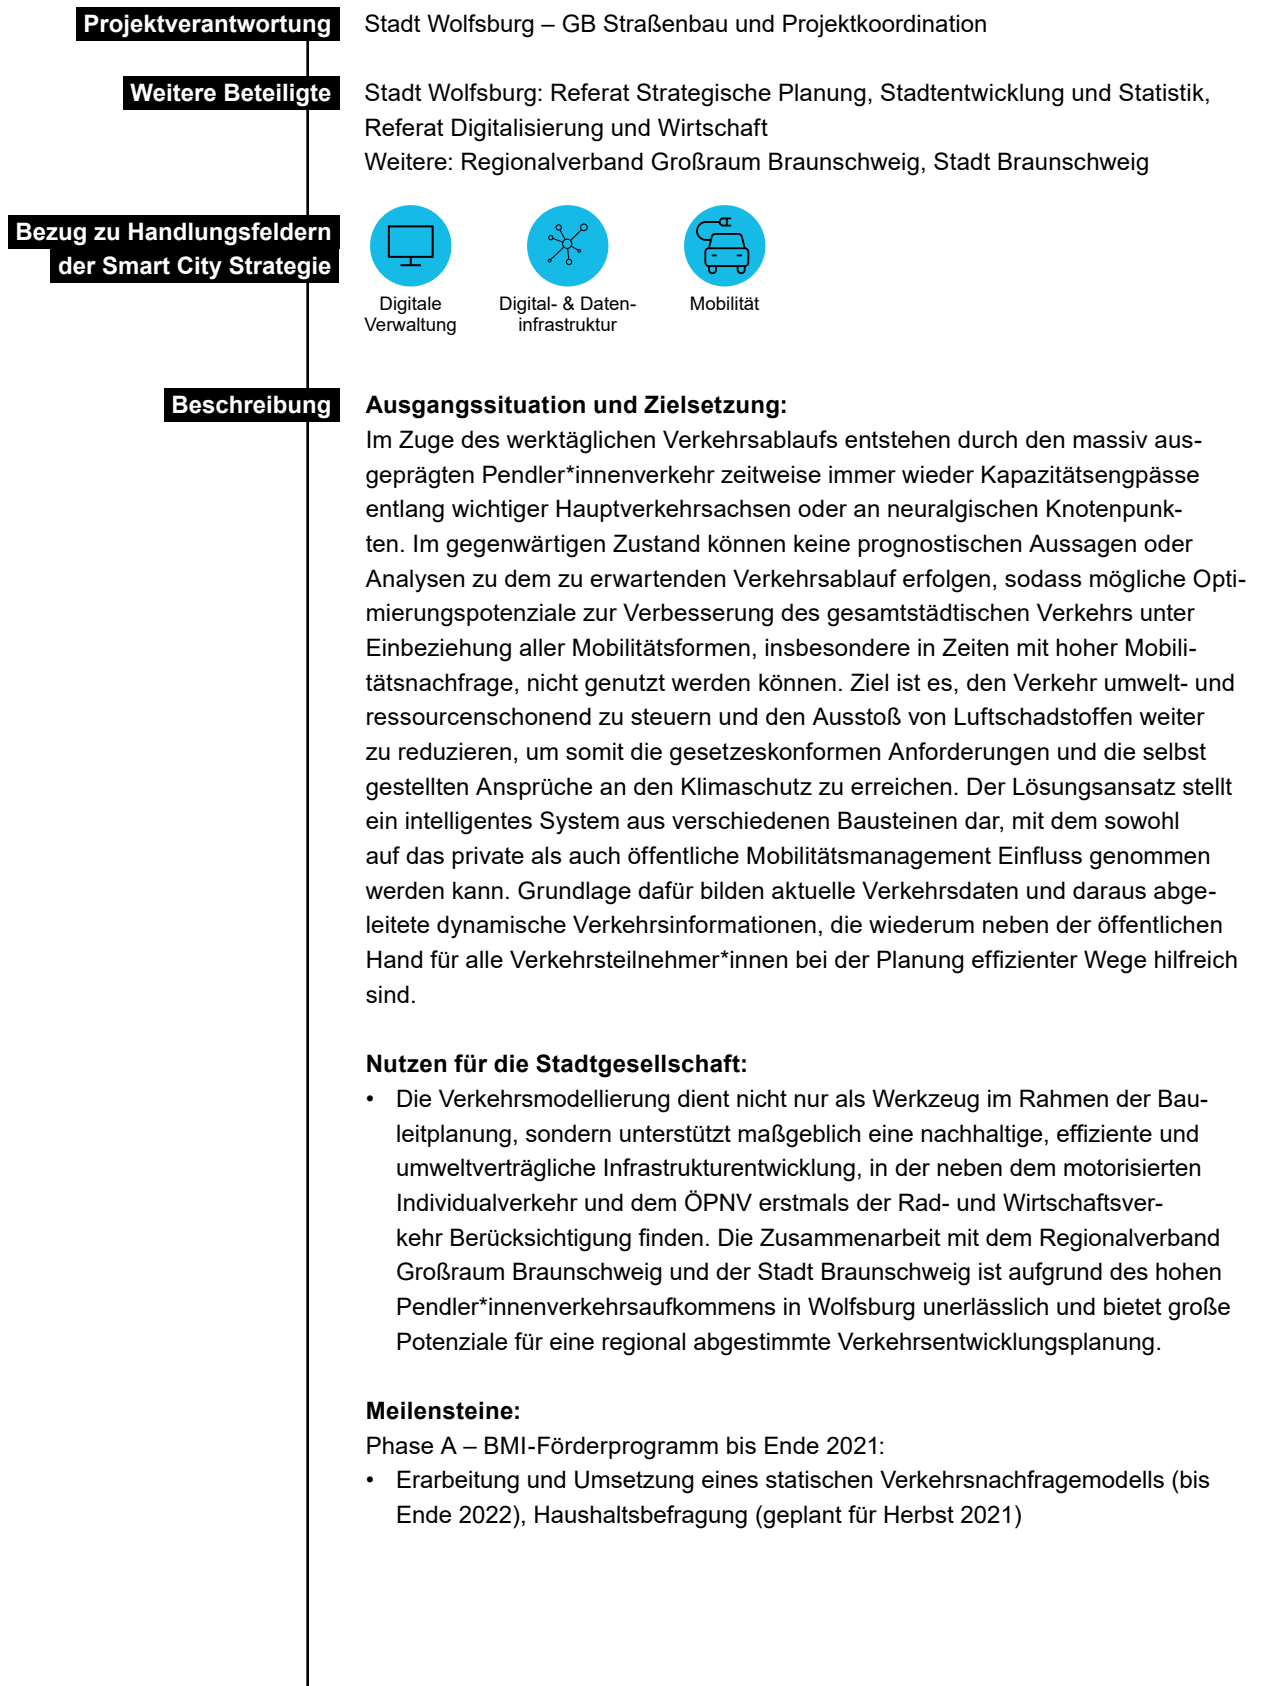 Projektverantwortung
Stadt Wolfsburg – GB Straßenbau und Projektkoordination
Weitere Beteiligte
Stadt Wolfsburg: Referat Strategische Planung, Stadtentwicklung und Statistik,
Referat Digitalisierung und Wirtschaft
Weitere: Regionalverband Großraum Braunschweig, Stadt Braunschweig
Bezug zu Handlungsfeldern
der Smart City Strategie
Digitale
Verwaltung
Digital- & Daten-
infrastruktur
Mobilität
Beschreibung
Ausgangssituation und Zielsetzung:
Im Zuge des werktäglichen Verkehrsablaufs entstehen durch den massiv aus-
geprägten Pendler*innenverkehr zeitweise immer wieder Kapazitätsengpässe
entlang wichtiger Hauptverkehrsachsen oder an neuralgischen Knotenpunk-
ten. Im gegenwärtigen Zustand können keine prognostischen Aussagen oder
Analysen zu dem zu erwartenden Verkehrsablauf erfolgen, sodass mögliche Opti-
mierungspotenziale zur Verbesserung des gesamtstädtischen Verkehrs unter
Einbeziehung aller Mobilitätsformen, insbesondere in Zeiten mit hoher Mobili-
tätsnachfrage, nicht genutzt werden können. Ziel ist es, den Verkehr umwelt- und
ressourcenschonend zu steuern und den Ausstoß von Luftschadstoffen weiter
zu reduzieren, um somit die gesetzeskonformen Anforderungen und die selbst
gestellten Ansprüche an den Klimaschutz zu erreichen. Der Lösungsansatz stellt
ein intelligentes System aus verschiedenen Bausteinen dar, mit dem sowohl
auf das private als auch öffentliche Mobilitätsmanagement Einfluss genommen
werden kann. Grundlage dafür bilden aktuelle Verkehrsdaten und daraus abge-
leitete dynamische Verkehrsinformationen, die wiederum neben der öffentlichen
Hand für alle Verkehrsteilnehmer*innen bei der Planung effizienter Wege hilfreich
sind.
Nutzen für die Stadtgesellschaft:
• Die Verkehrsmodellierung dient nicht nur als Werkzeug im Rahmen der Bau-
leitplanung, sondern unterstützt maßgeblich eine nachhaltige, effiziente und
umweltverträgliche Infrastrukturentwicklung, in der neben dem motorisierten
Individualverkehr und dem ÖPNV erstmals der Rad- und Wirtschaftsver-
kehr Berücksichtigung finden. Die Zusammenarbeit mit dem Regionalverband
Großraum Braunschweig und der Stadt Braunschweig ist aufgrund des hohen
Pendler*innenverkehrsaufkommens in Wolfsburg unerlässlich und bietet große
Potenziale für eine regional abgestimmte Verkehrsentwicklungsplanung.
Meilensteine:
Phase A – BMI-Förderprogramm bis Ende 2021:
• Erarbeitung und Umsetzung eines statischen Verkehrsnachfragemodells (bis
Ende 2022), Haushaltsbefragung (geplant für Herbst 2021)